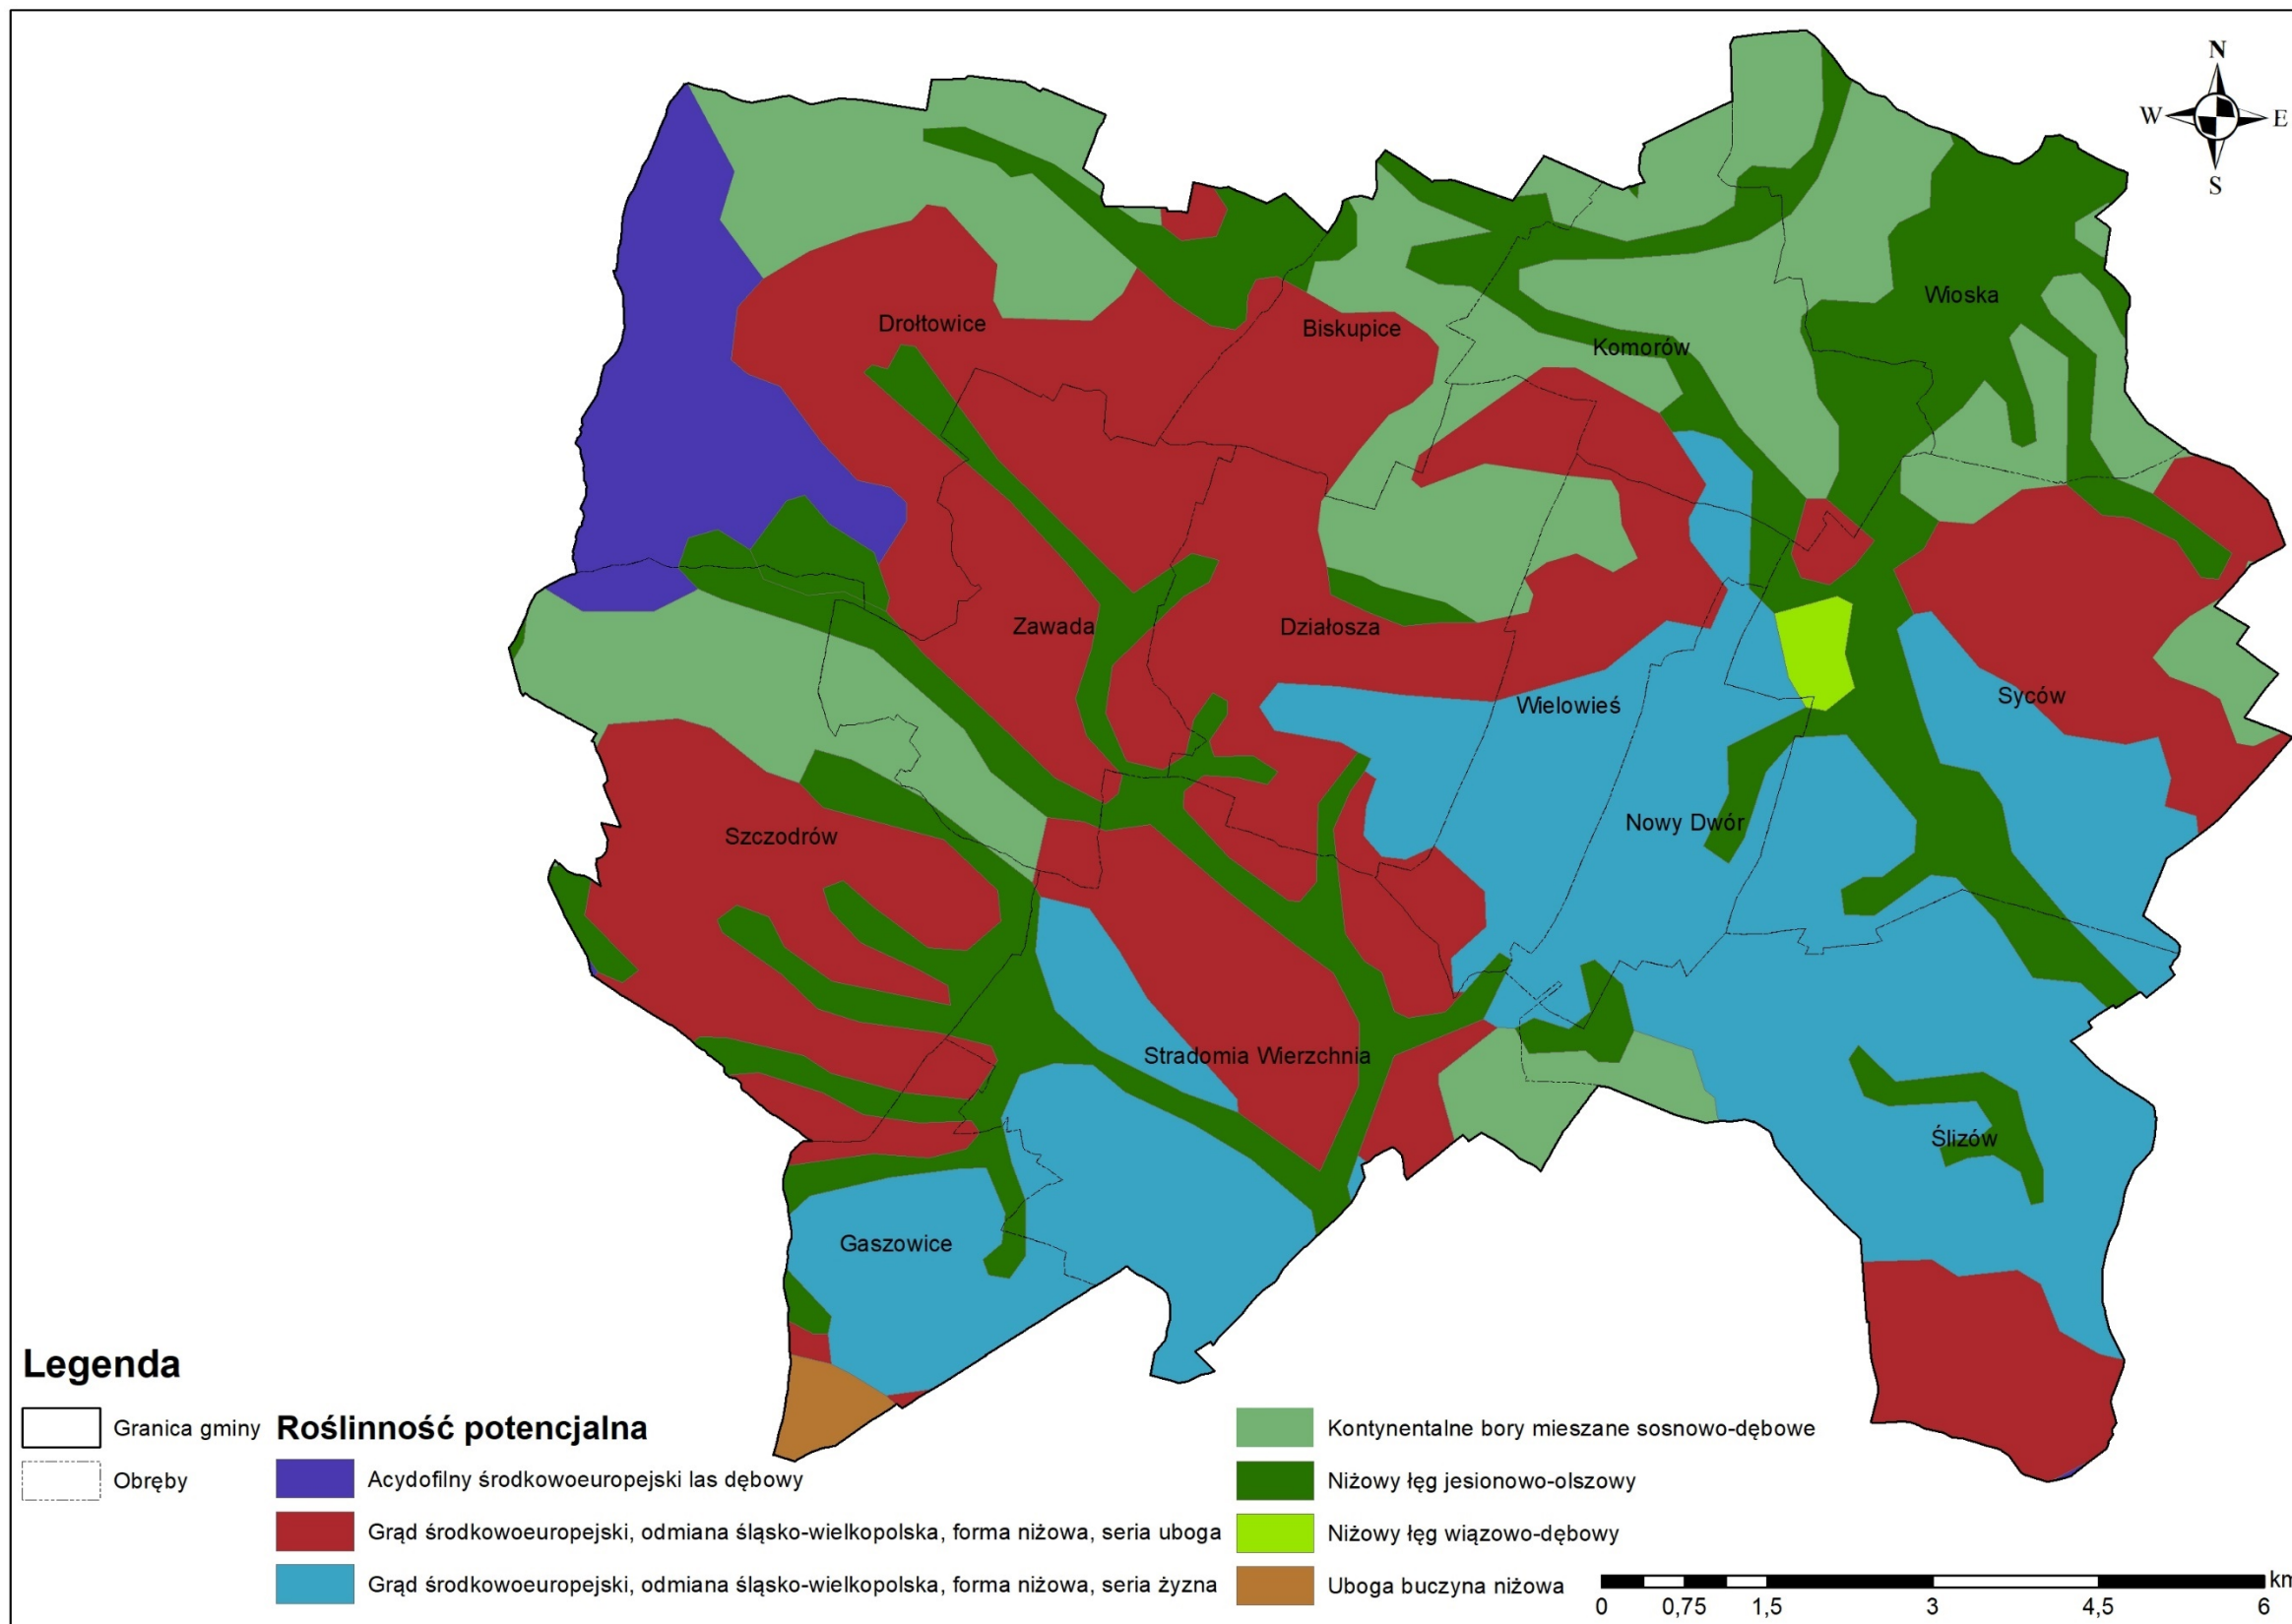 N
W E
S
Wioska
Drołtowice
Biskupice
Komorów
Zawada
Działosza
Syców
Wielowieś
Nowy Dwór
Szczodrów
Stradomia Wierzchnia
Ślizów
Gaszowice
Legenda
Granica gminy
Obręby
Roślinność potencjalna
Acydofilny środkowoeuropejski las dębowy
Grąd środkowoeuropejski, odmiana śląsko-wielkopolska, forma niżowa, seria uboga
Grąd środkowoeuropejski, odmiana śląsko-wielkopolska, forma niżowa, seria żyzna
Kontynentalne bory mieszane sosnowo-dębowe
Niżowy łęg jesionowo-olszowy
Niżowy łęg wiązowo-dębowy
Uboga buczyna niżowa
km
0 0,75 1,5 3 4,5 6